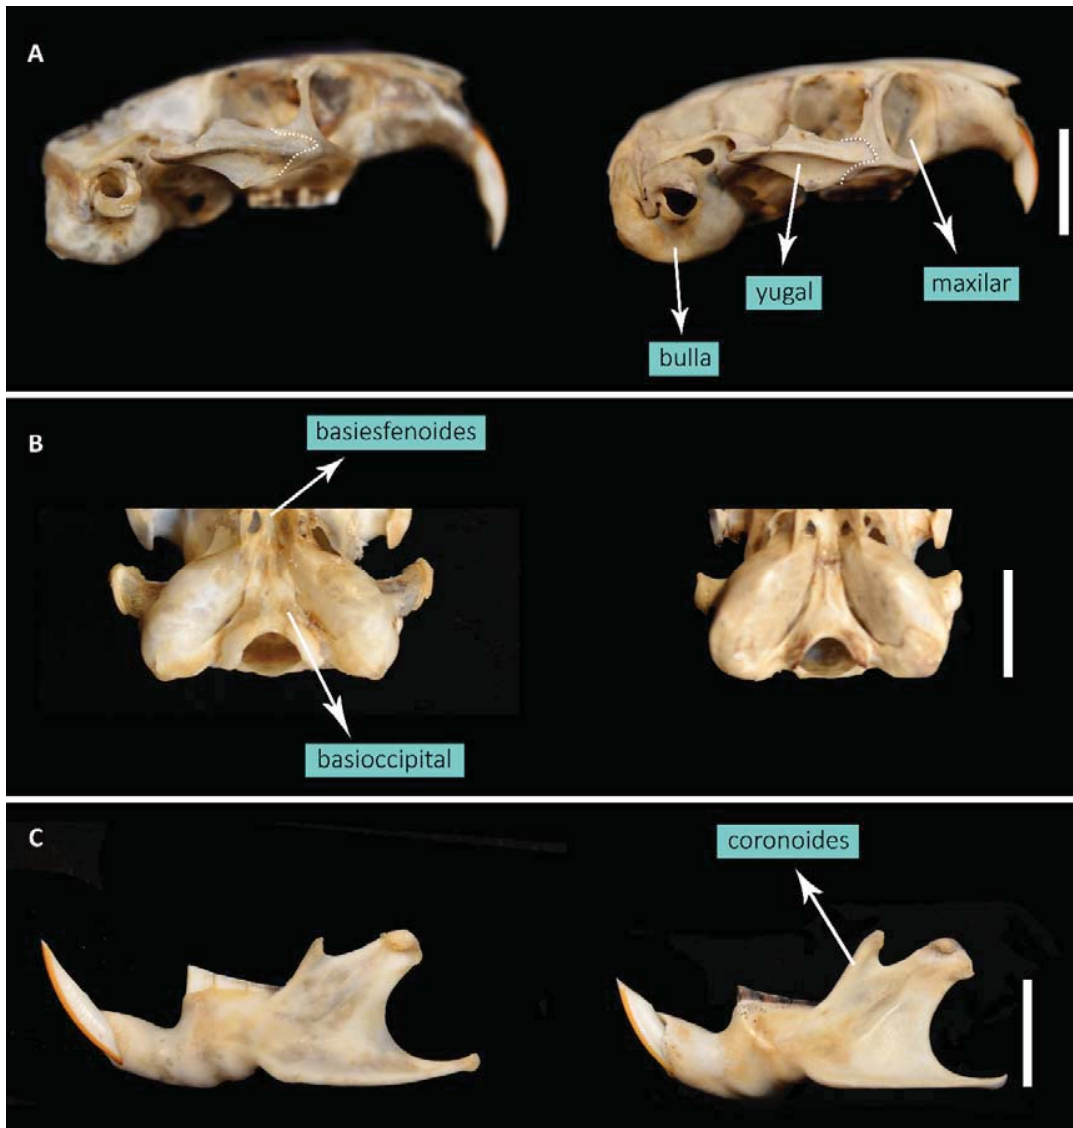 A
maxilar
yugal
bulla
basiesfenoides
B
basioccipital
C
coronoides